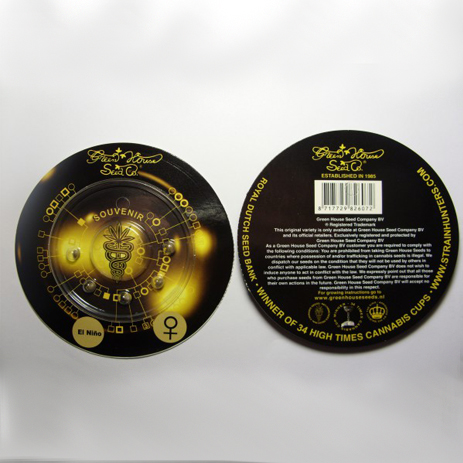 Green House
Seed Co.®
SOUVENIR
El Niño
♀
Green House
Seed Co.®
ESTABLISHED IN 1985
8 717729 826072
Green House Seed Company BV
® Registered Trademark
This original variety is only available at Green House Seed Company BV
and its official retailers. Exclusively registered and protected by
Green House Seed Company BV
As a Green House Seed Company BV customer you are required to comply with
the following conditions. You are prohibited from taking Green House Seeds to
countries where possession of and/or trafficking in cannabis seeds is illegal. We
dispatch our seeds on the condition that they will not be used by others in
conflict with applicable law. Green House Seed Company BV does not wish to
induce anyone to act in conflict with the law. We expressly point out that all those
who purchase seeds from Green House Seed Company BV are responsible for
their own actions in the future. Green House Seed Company BV will accept no
responsibility in this respect.
For growing instructions go to:
www.greenhouseseeds.nl
ROYAL DUTCH SEED BANK - WINNER OF 34 HIGH TIMES CANNABIS CUPS - WWW.STRAINHUNTERS.COM